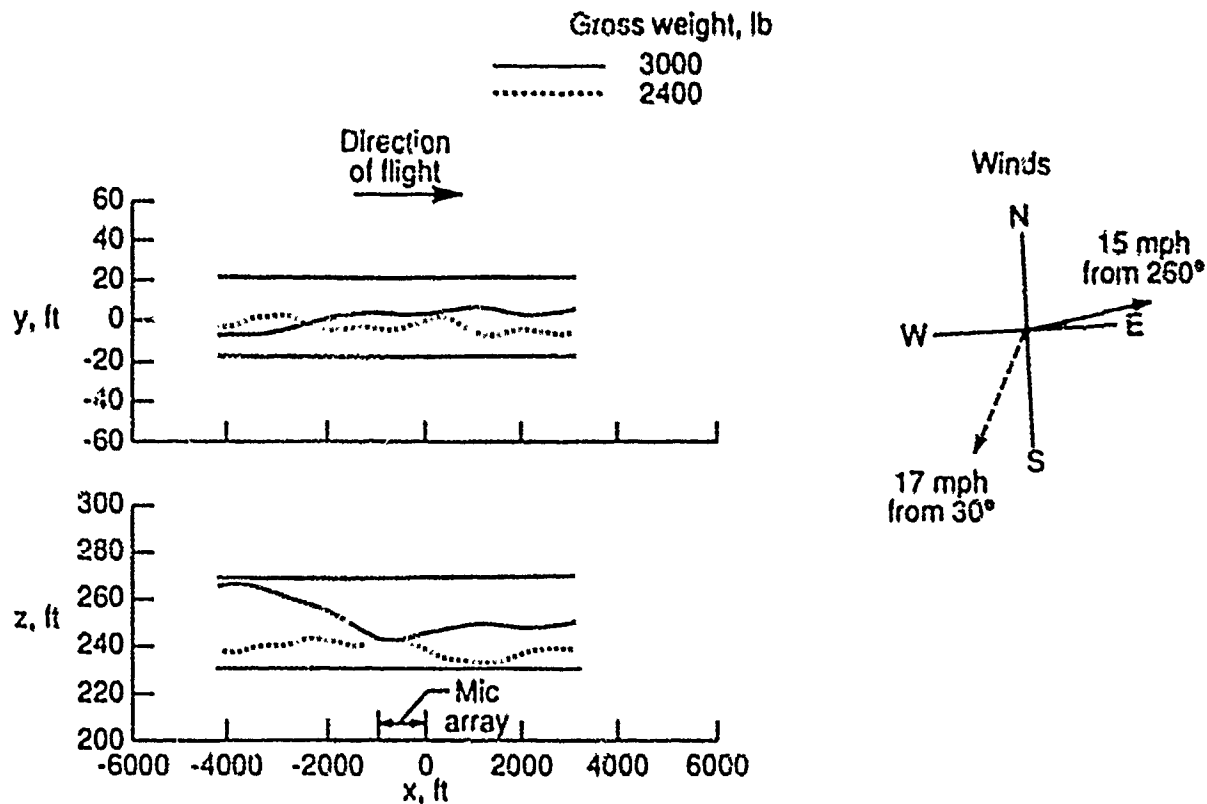 Gross weight, lb
3000
2400
Direction
of flight
60
40
20
y, ft
0
-20
-40
-60
Winds
N
15 mph
from 260°
W
E
S
17 mph
from 30°
300
280
260
z, ft
240
220
200
Mic
array
-6000 -4000 -2000 0 2000 4000 6000
x, ft